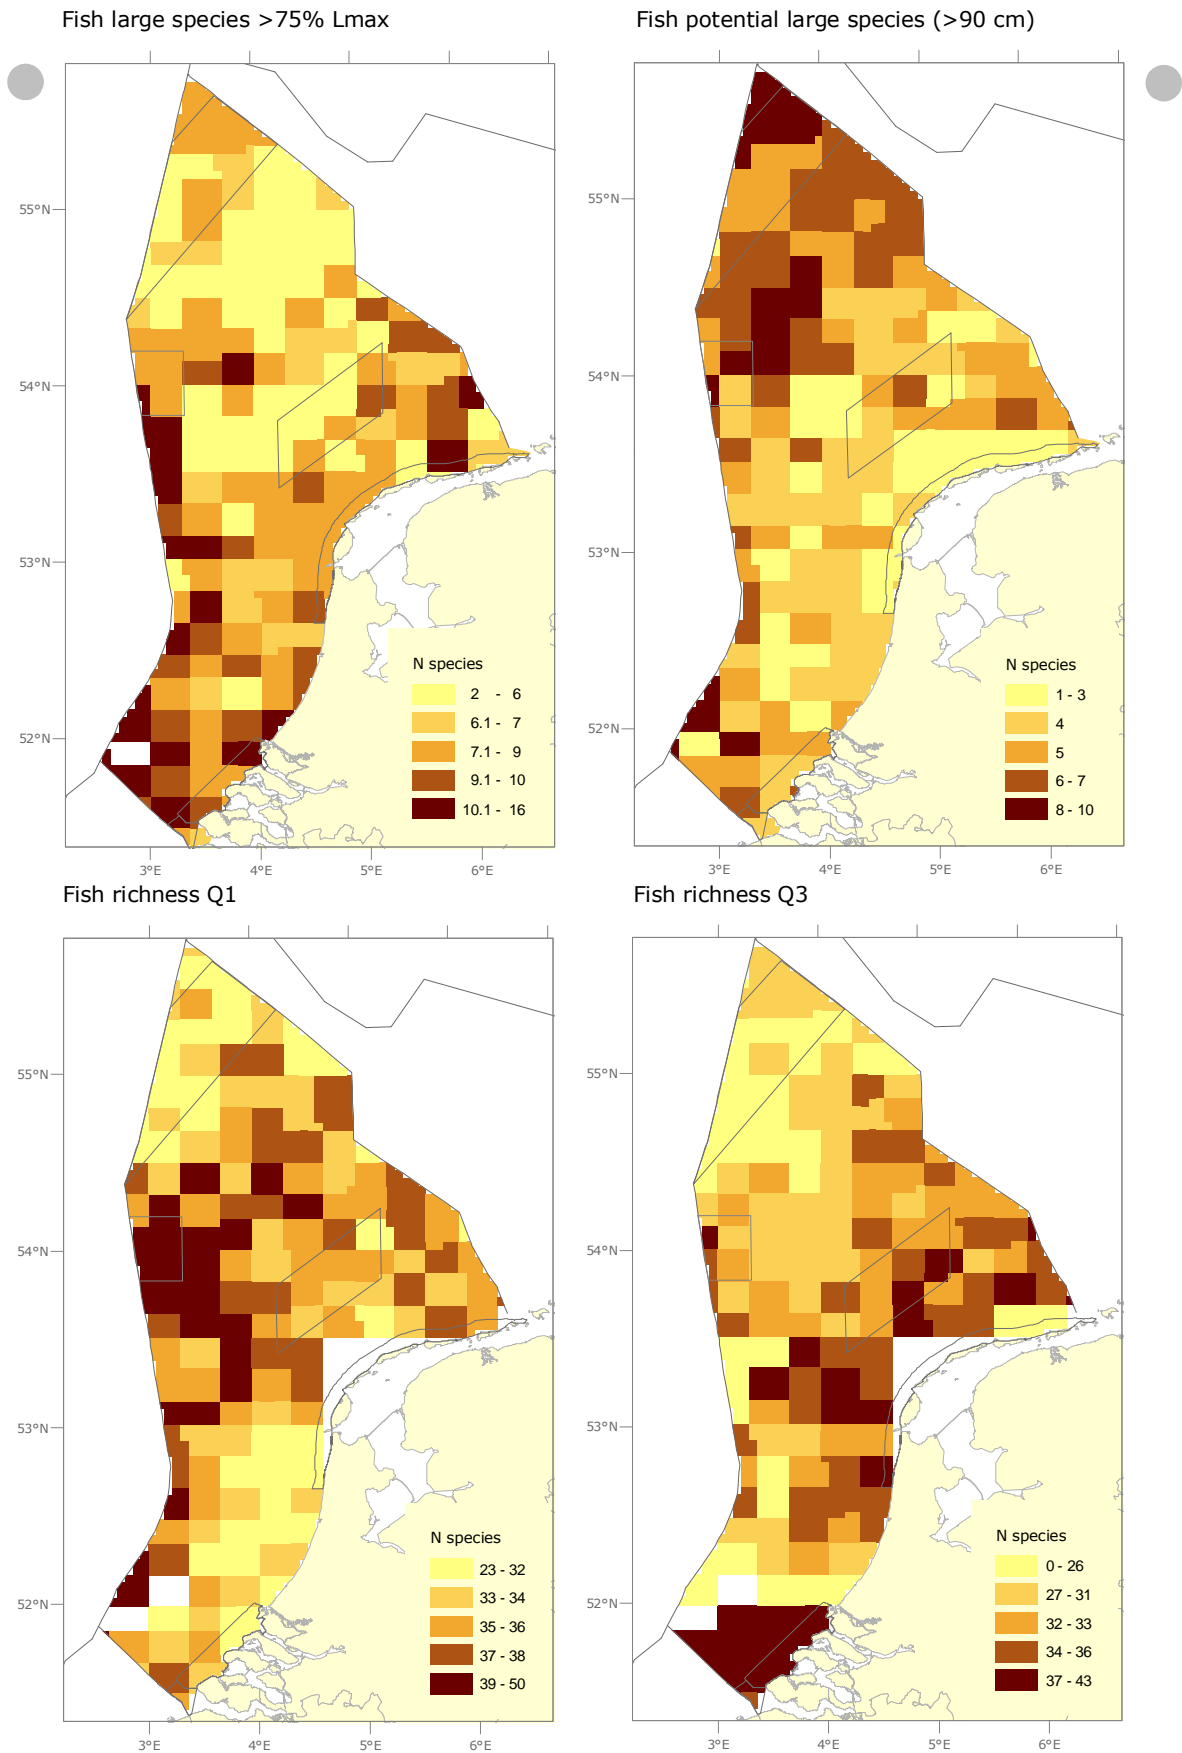 Fish large species >75% Lmax
55°N
54°N
53°N
52°N
3°E 4°E 5°E 6°E
N species
2 - 6
6.1 - 7
7.1 - 9
9.1 - 10
10.1 - 16
Fish potential large species (>90 cm)
55°N
54°N
53°N
52°N
3°E 4°E 5°E 6°E
N species
1 - 3
4
5
6 - 7
8 - 10
Fish richness Q1
55°N
54°N
53°N
52°N
3°E 4°E 5°E 6°E
N species
23 - 32
33 - 34
35 - 36
37 - 38
39 - 50
Fish richness Q3
55°N
54°N
53°N
52°N
3°E 4°E 5°E 6°E
N species
0 - 26
27 - 31
32 - 33
34 - 36
37 - 43